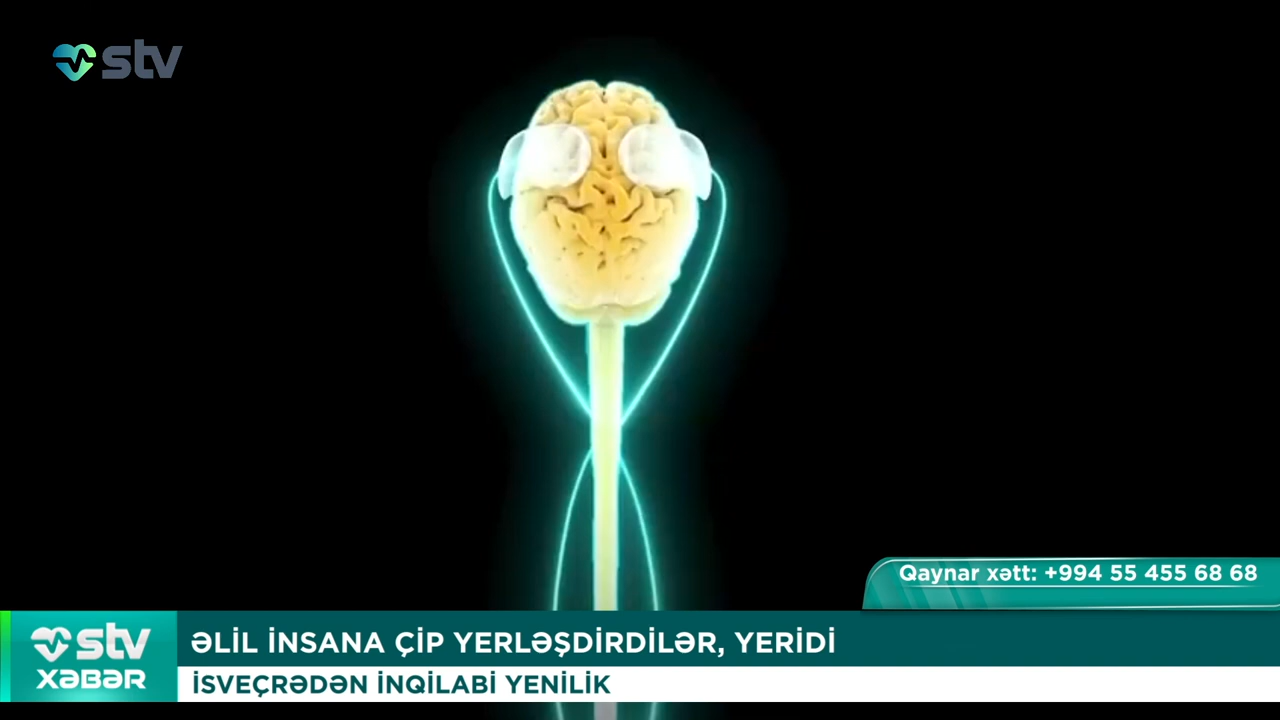 stv
Qaynar xətt: +994 55 455 68 68
stv
XƏBƏR
ƏLİL İNSANA ÇİP YERLƏŞDİRDİLƏR, YERİDİ
İSVEÇRƏDƏN İNQİLABİ YENİLİK